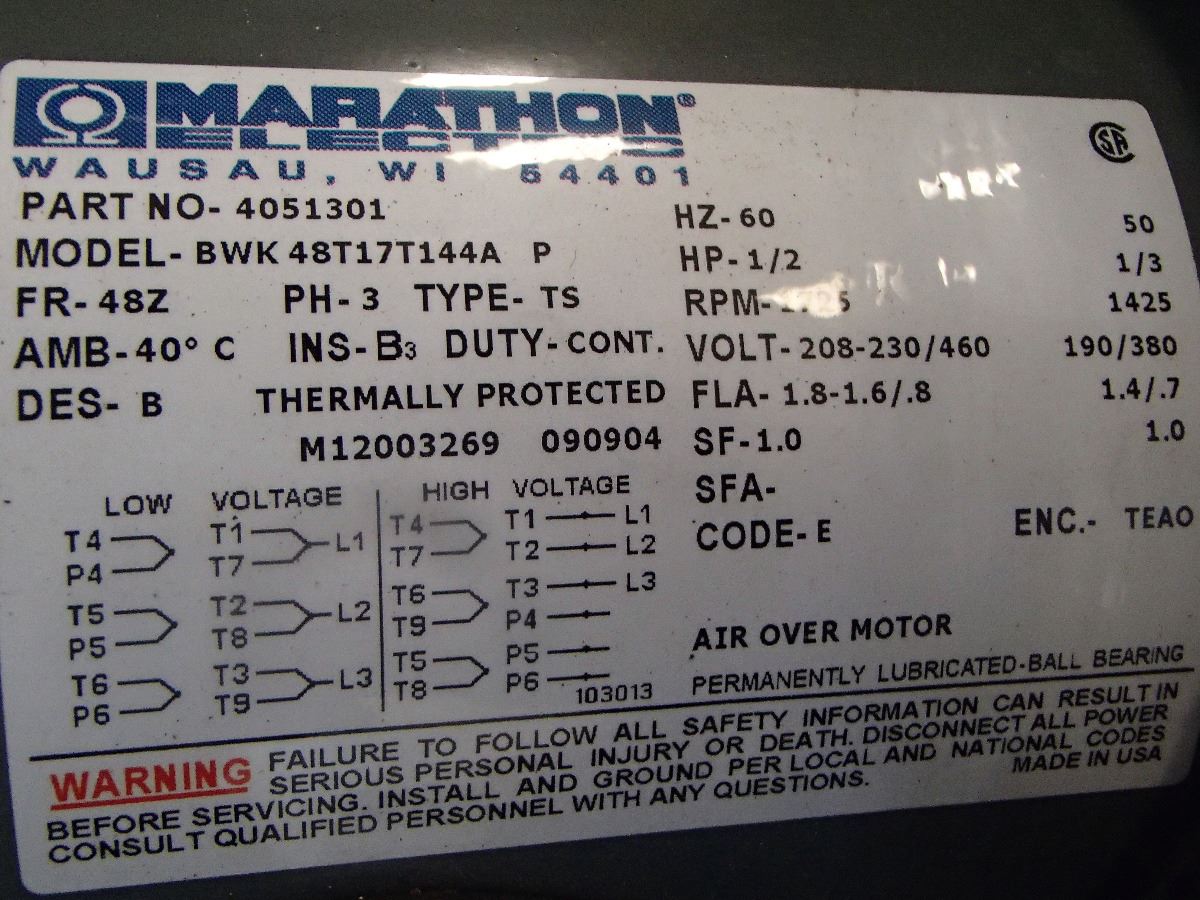 MARATHON®
ELECTRIC
WAUSAU, WI 54401
PART NO- 4051301
HZ- 60 50
MODEL- BWK 48T17T144A P
HP- 1/2 1/3
FR- 48Z PH- 3 TYPE- TS
RPM- 1425
AMB- 40° C INS- B3 DUTY- CONT.
VOLT- 208-230/460 190/380
DES- B THERMALLY PROTECTED
FLA- 1.8-1.6/.8 1.4/.7
M12003269 090904
SF- 1.0 1.0
SFA-
CODE- E ENC.- TEAO
LOW VOLTAGE HIGH VOLTAGE
T4 T1 L1 T4 T1 L1
P4 T7 T7 T2 L2
T5 T2 L2 T6 T3 L3
P5 T8 T9 P4
T6 T3 L3 T5 P5
P6 T9 T8 P6
103013
AIR OVER MOTOR
PERMANENTLY LUBRICATED-BALL BEARING
WARNING FAILURE TO FOLLOW ALL SAFETY INFORMATION CAN RESULT IN
SERIOUS PERSONAL INJURY OR DEATH. DISCONNECT ALL POWER
BEFORE SERVICING. INSTALL AND GROUND PER LOCAL AND NATIONAL CODES
CONSULT QUALIFIED PERSONNEL WITH ANY QUESTIONS.
MADE IN USA